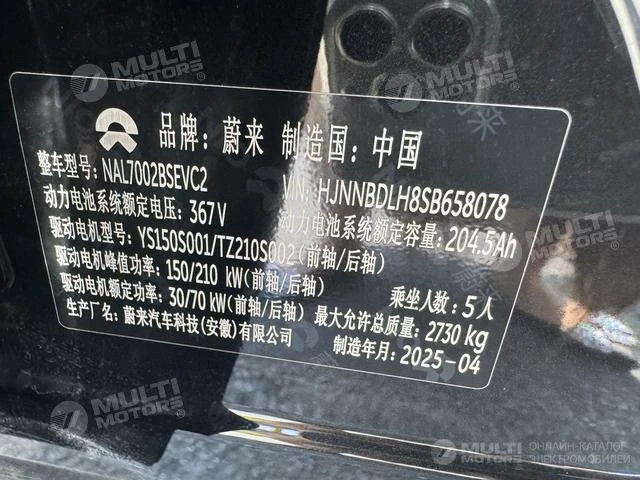 品牌: 蔚来 制造国: 中国
整车型号: NAL7002BSEVC2 VIN: HJNNBDLH8SB658078
动力电池系统额定电压: 367V 动力电池系统额定容量: 204.5Ah
驱动电机型号: YS150S001/TZ210S002(前轴/后轴)
驱动电机峰值功率: 150/210 kW(前轴/后轴) 乘坐人数: 5人
驱动电机额定功率: 30/70 kW(前轴/后轴) 最大允许总质量: 2730 kg
生产厂名: 蔚来汽车科技(安徽)有限公司 制造年月: 2025-04
MULTI MOTORS
MULTI MOTORS
MULTI MOTORS
MULTI MOTORS
MULTI MOTORS ОНЛАЙН-КАТАЛОГ ЭЛЕКТРОМОБИЛЕЙ